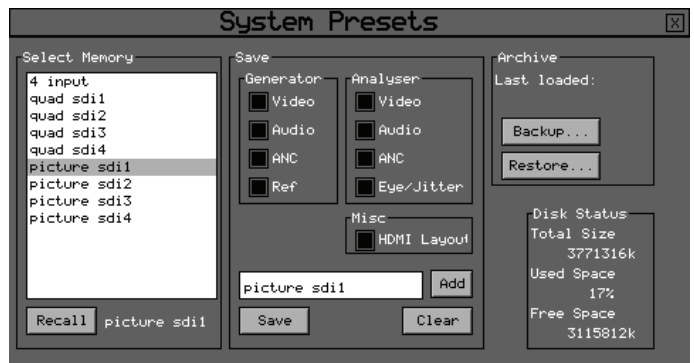 System Presets
X
Select Memory
4 input
quad sdi1
quad sdi2
quad sdi3
quad sdi4
picture sdi1
picture sdi2
picture sdi3
picture sdi4
Recall picture sdi1
Save
Generator
Video
Audio
ANC
Ref
Analyser
Video
Audio
ANC
Eye/Jitter
Misc
HDMI Layout
picture sdi1
Add
Save
Clear
Archive
Last loaded:
Backup...
Restore...
Disk Status
Total Size
3771316k
Used Space
17%
Free Space
3115812k